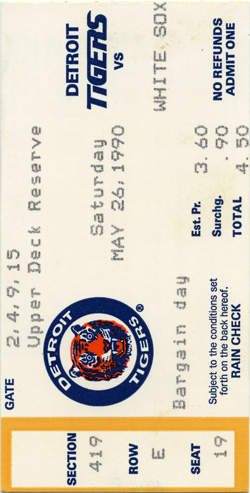 DETROIT
TIGERS
VS
WHITE SOX
NO REFUNDS
ADMIT ONE
Saturday
MAY 26, 1990
Est. Pr. 3.60
Surchg. .90
TOTAL 4.50
GATE 2,4,9,15
Upper Deck Reserve
DETROIT TIGERS ®
Bargain day
Subject to the conditions set
forth on the back hereof.
RAIN CHECK
SECTION 419
ROW E
SEAT 19